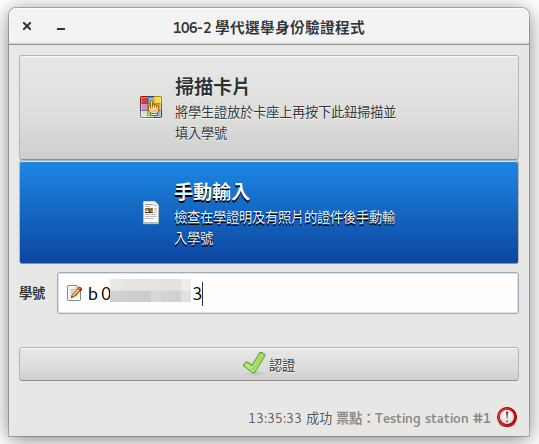 106-2 學代選舉身份驗證程式
掃描卡片
將學生證放於卡座上再按下此鈕掃描並
填入學號
手動輸入
檢查在學證明及有照片的證件後手動輸
入學號
學號 b0 3
認證
13:35:33 成功 票點：Testing station #1